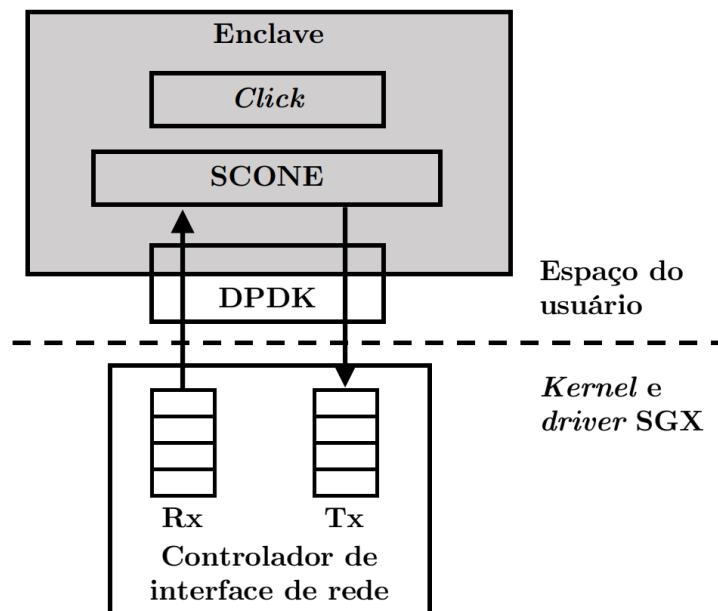 Enclave
Click
SCONE
DPDK
Espaço do
usuário
Kernel e
driver SGX
Rx
Tx
Controlador de
interface de rede